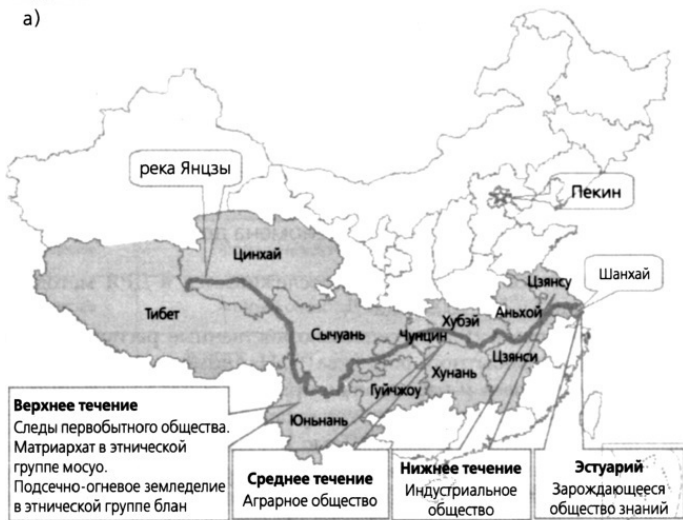 а)
река Янцзы
Пекин
Цинхай
Шанхай
Цзянсу
Тибет
Аньхой
Хубэй
Сычуань
Чунцин
Цзянси
Хунань
Гуйчжоу
Юньнань
Верхнее течение
Следы первобытного общества.
Матриархат в этнической
группе мосуо.
Подсечно-огневое земледелие
в этнической группе блан
Среднее течение
Аграрное общество
Нижнее течение
Индустриальное
общество
Эстуарий
Зарождающееся
общество знаний